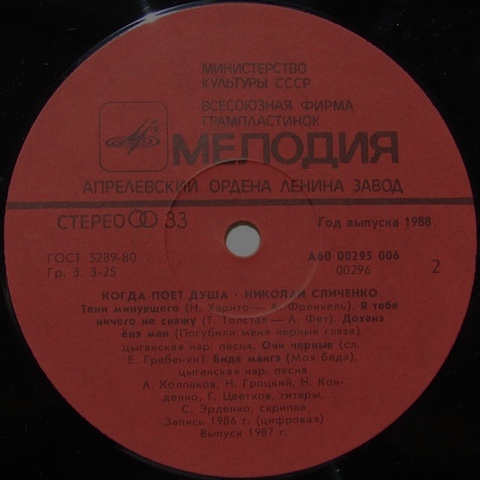 МИНИСТЕРСТВО
КУЛЬТУРЫ СССР
ВСЕСОЮЗНАЯ ФИРМА
ГРАМПЛАСТИНОК
МЕЛОДИЯ
АПРЕЛЕВСКИЙ ОРДЕНА ЛЕНИНА ЗАВОД
СТЕРЕО 33
Год выпуска 1988
ГОСТ 5289-80
Гр. 3. 3-25
А60 00295 006
00296
2
КОГДА ПОЕТ ДУША · НИКОЛАЙ СЛИЧЕНКО
Тени минувшего (Н. Харито — А. Френкель). Я тебе
ничего не скажу (Т. Толстая — А. Фет). Доханэ
ёнэ ман (Погубили меня черные глаза)
цыганская нар. песня. Очи черные (сл.
Е. Гребенки). Бида мангэ (Моя беда),
цыганская нар. песня
А. Колпаков, Н. Гроцкий, Н. Кон-
денко, Г. Цветков, гитары,
С. Эрденко, скрипка
Запись 1986 г. (цифровая)
Выпуск 1987 г.